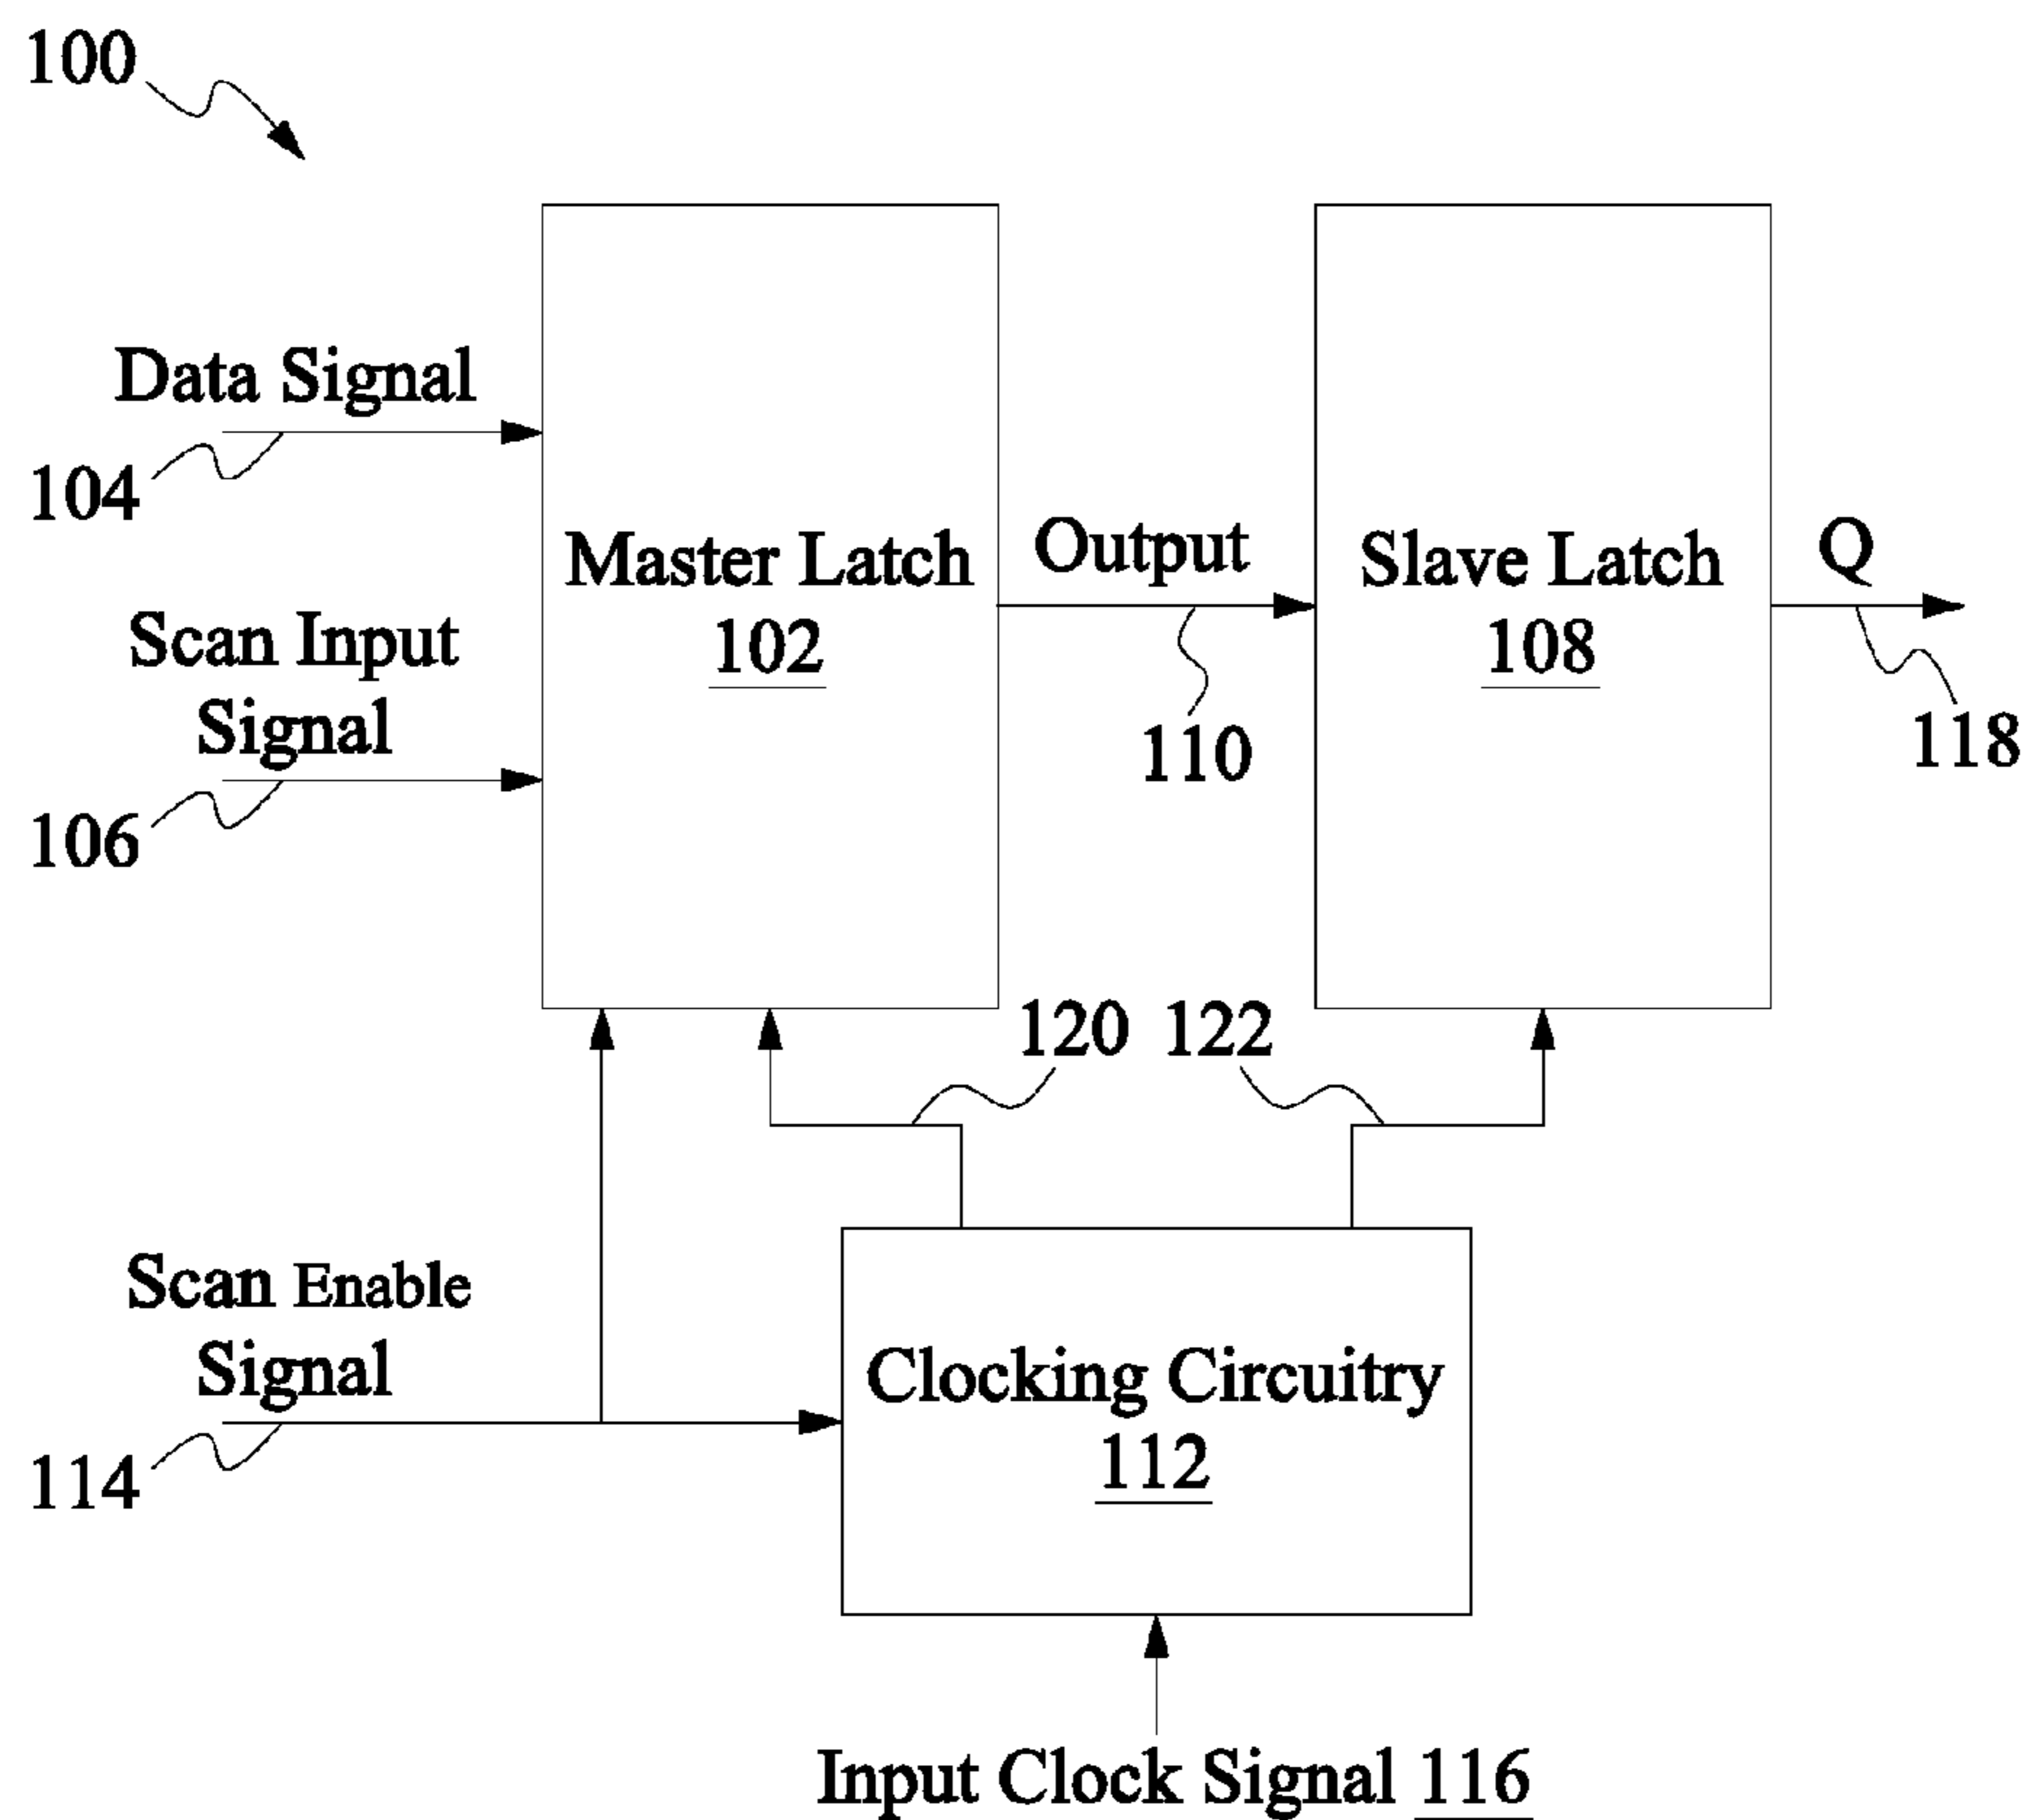 100
Data Signal
104
Scan Input
Signal
106
Master Latch
102
Output
110
Slave Latch
108
Q
118
120
122
Scan Enable
Signal
114
Clocking Circuitry
112
Input Clock Signal 116